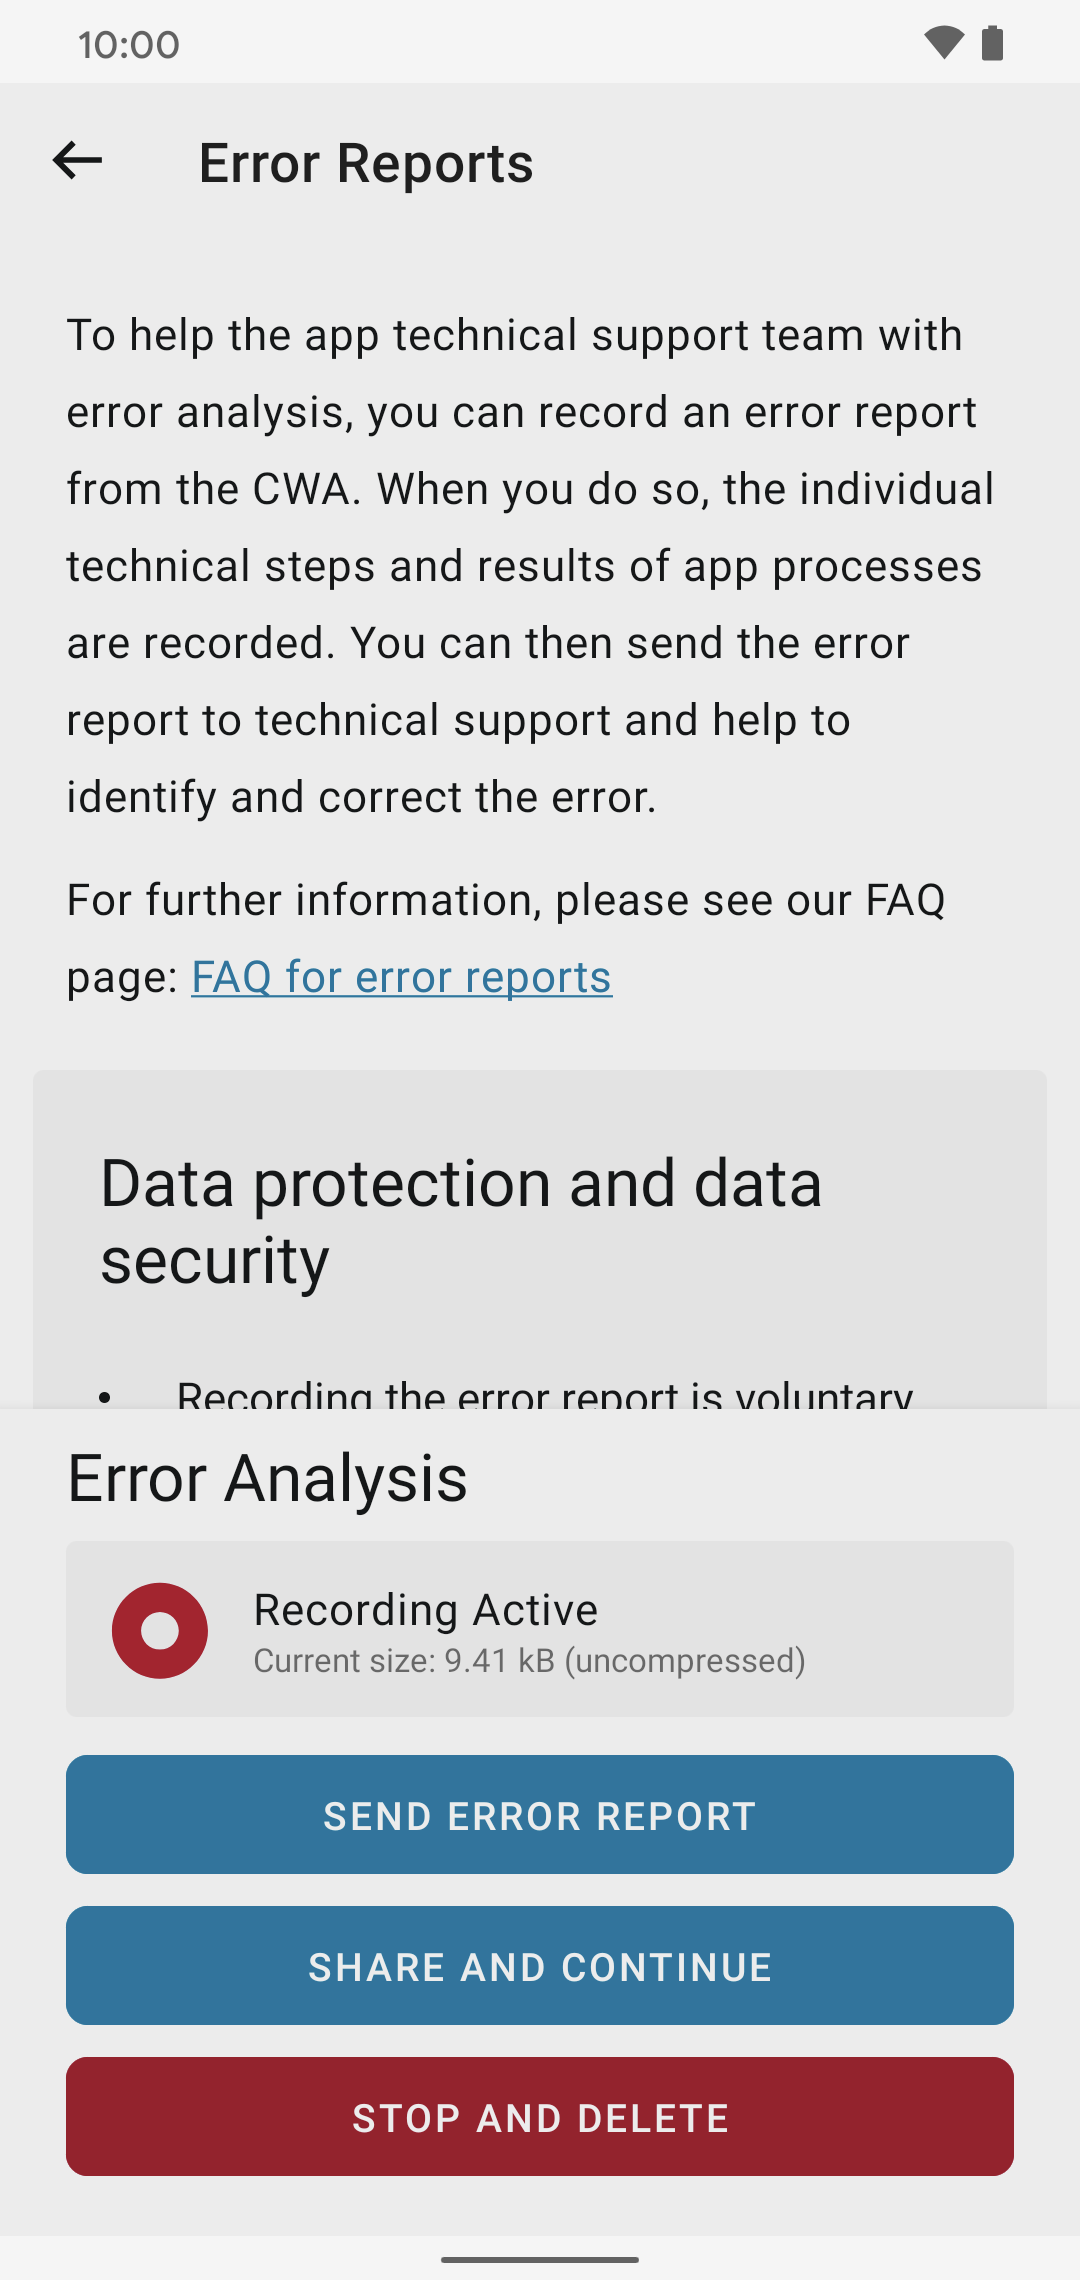 10:00
Error Reports
To help the app technical support team with
error analysis, you can record an error report
from the CWA. When you do so, the individual
technical steps and results of app processes
are recorded. You can then send the error
report to technical support and help to
identify and correct the error.
For further information, please see our FAQ
page: FAQ for error reports
Data protection and data
security
• Recording the error report is voluntary
Error Analysis
Recording Active
Current size: 9.41 kB (uncompressed)
SEND ERROR REPORT
SHARE AND CONTINUE
STOP AND DELETE